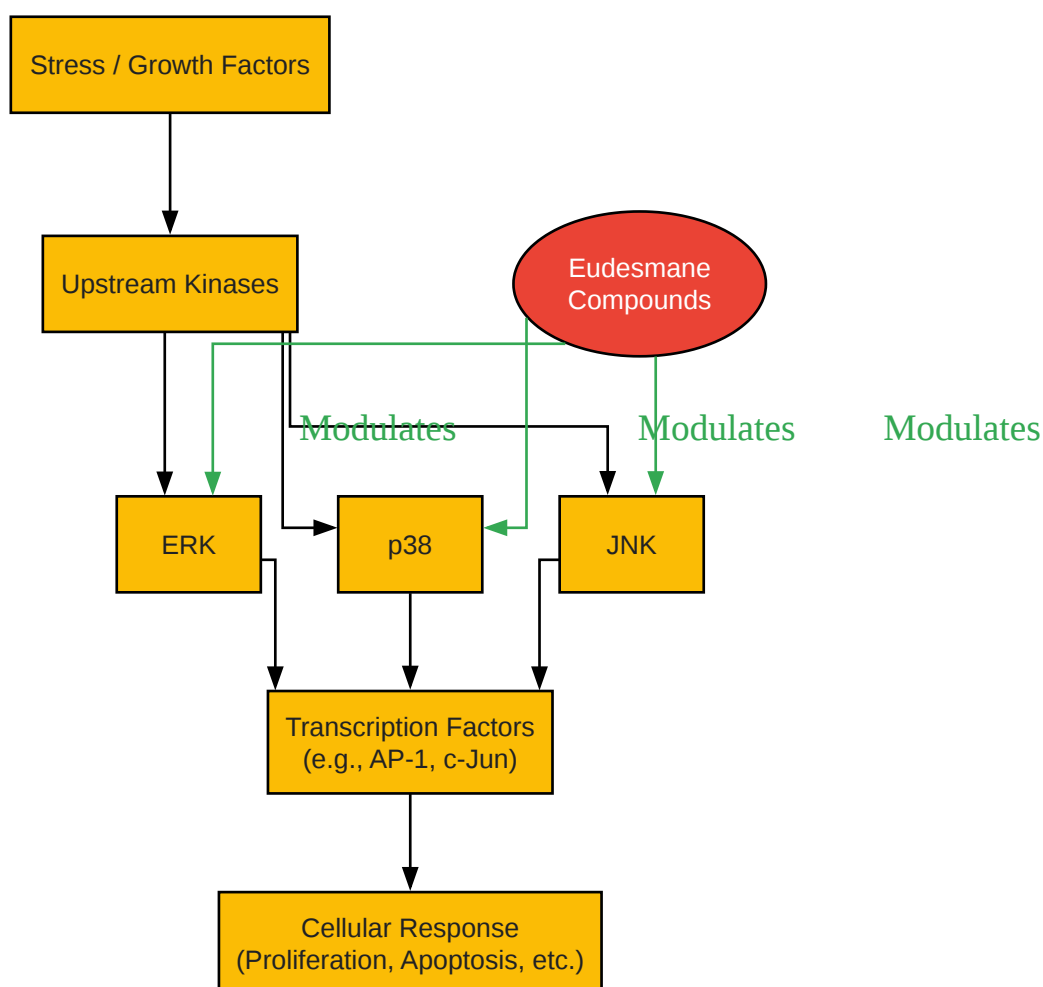 Stress / Growth Factors
Upstream Kinases
Eudesmane
Compounds
Modulates
Modulates
Modulates
ERK
p38
JNK
Transcription Factors
(e.g., AP-1, c-Jun)
Cellular Response
(Proliferation, Apoptosis, etc.)